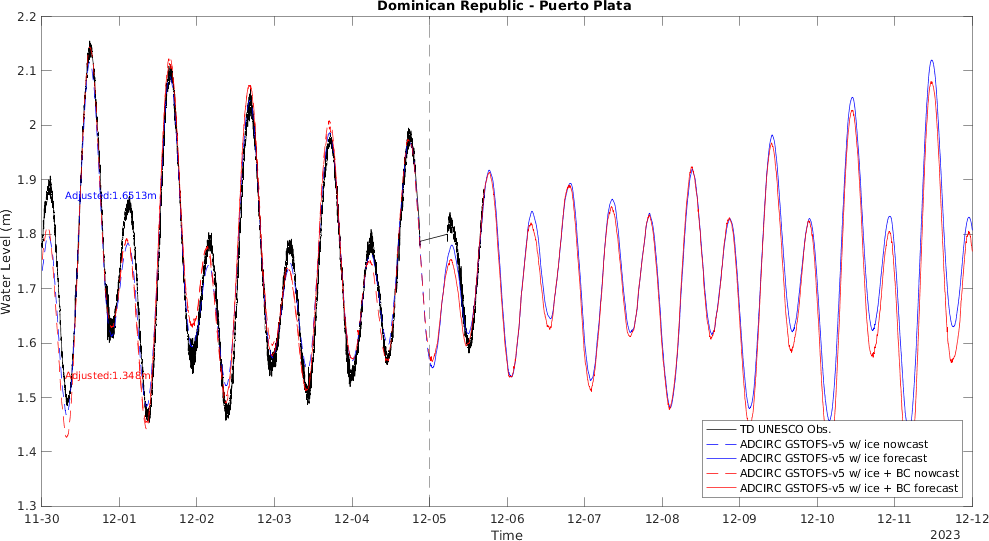 Dominican Republic - Puerto Plata
2.2
2.1
2
1.9
1.8
1.7
1.6
1.5
1.4
1.3
Water Level (m)
Adjusted:1.6513m
Adjusted:1.348m
TD UNESCO Obs.
ADCIRC GSTOFS-v5 w/ ice nowcast
ADCIRC GSTOFS-v5 w/ ice forecast
ADCIRC GSTOFS-v5 w/ ice + BC nowcast
ADCIRC GSTOFS-v5 w/ ice + BC forecast
11-30 12-01 12-02 12-03 12-04 12-05 12-06 12-07 12-08 12-09 12-10 12-11 12-12
Time
2023